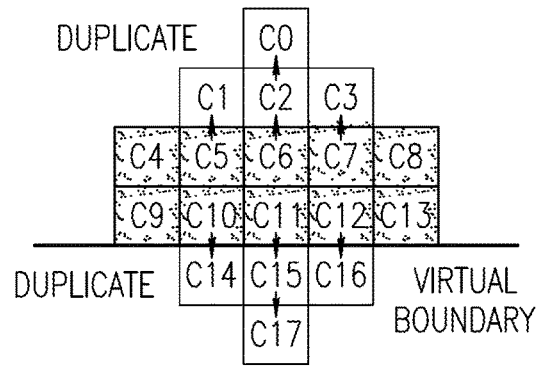 DUPLICATE
C0
C1 C2 C3
C4 C5 C6 C7 C8
C9 C10 C11 C12 C13
DUPLICATE C14 C15 C16 VIRTUAL
BOUNDARY
C17